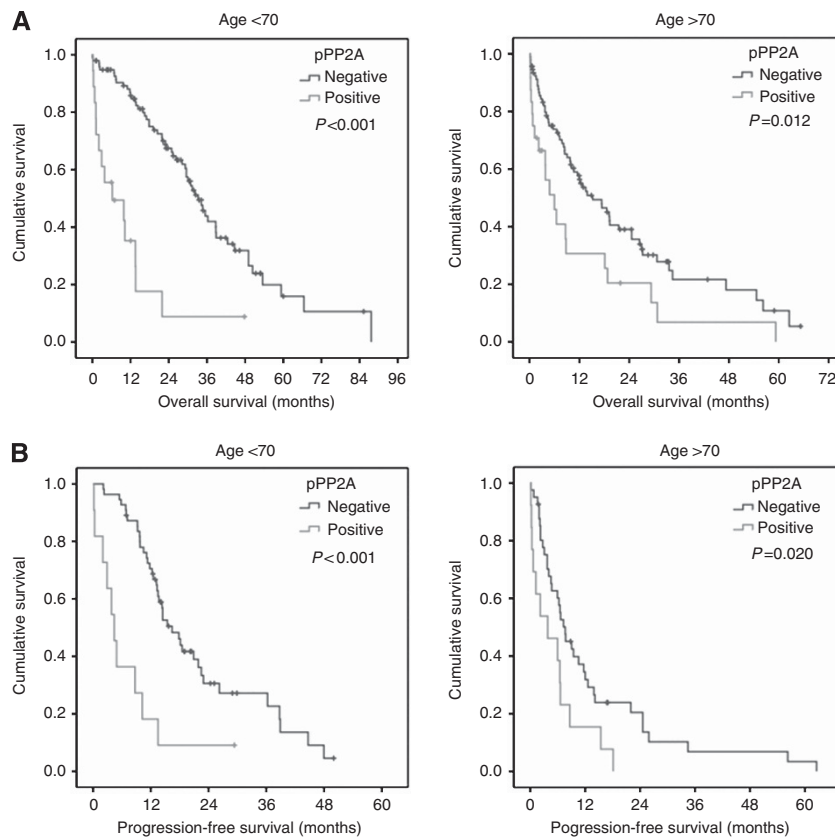 A
Age <70
Age >70
pPP2A
Negative
Positive
P<0.001
pPP2A
Negative
Positive
P=0.012
Cumulative survival
1.0
0.8
0.6
0.4
0.2
0.0
0 12 24 36 48 60 72 84 96
Overall survival (months)
Cumulative survival
1.0
0.8
0.6
0.4
0.2
0.0
0 12 24 36 48 60 72
Overall survival (months)
B
Age <70
Age >70
pPP2A
Negative
Positive
P<0.001
pPP2A
Negative
Positive
P=0.020
Cumulative survival
1.0
0.8
0.6
0.4
0.2
0.0
0 12 24 36 48 60
Progression-free survival (months)
Cumulative survival
1.0
0.8
0.6
0.4
0.2
0.0
0 12 24 36 48 60
Pogression-free survival (months)